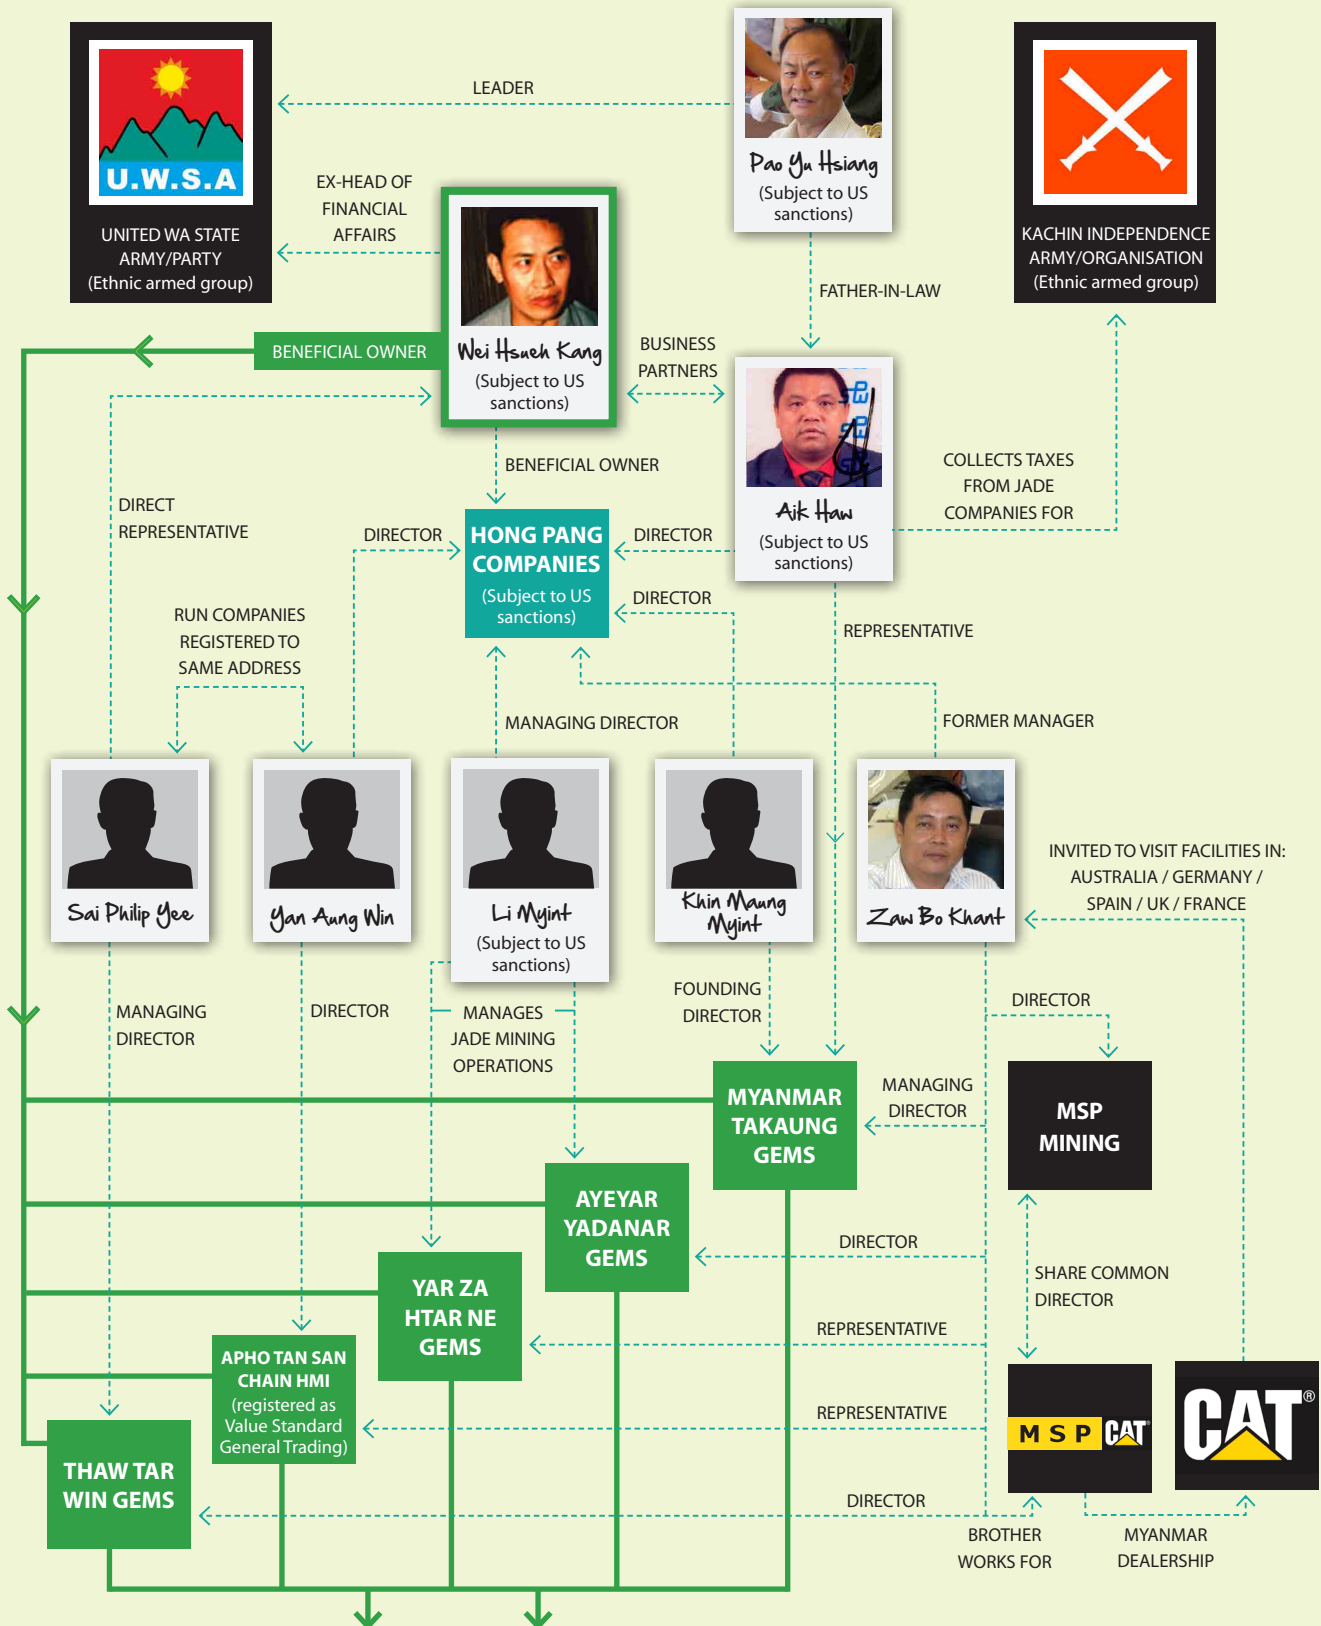 LEADER
U.W.S.A
UNITED WA STATE
ARMY/PARTY
(Ethnic armed group)
EX-HEAD OF
FINANCIAL
AFFAIRS
Pao Yu Hsiang
(Subject to US
sanctions)
KACHIN INDEPENDENCE
ARMY/ORGANISATION
(Ethnic armed group)
FATHER-IN-LAW
BENEFICIAL OWNER
Wei Hsueh Kang
(Subject to US
sanctions)
BUSINESS
PARTNERS
BENEFICIAL OWNER
Aik Haw
(Subject to US
sanctions)
COLLECTS TAXES
FROM JADE
COMPANIES FOR
DIRECT
REPRESENTATIVE
DIRECTOR
HONG PANG
COMPANIES
(Subject to US
sanctions)
DIRECTOR
DIRECTOR
RUN COMPANIES
REGISTERED TO
SAME ADDRESS
REPRESENTATIVE
MANAGING DIRECTOR
FORMER MANAGER
Sai Philip Yee
Yan Aung Win
Li Myint
(Subject to US
sanctions)
Khin Maung
Myint
Zaw Bo Khant
INVITED TO VISIT FACILITIES IN:
AUSTRALIA / GERMANY /
SPAIN / UK / FRANCE
MANAGING
DIRECTOR
DIRECTOR
MANAGES
JADE MINING
OPERATIONS
FOUNDING
DIRECTOR
DIRECTOR
MYANMAR
TAKAUNG
GEMS
MANAGING
DIRECTOR
MSP
MINING
AYEYAR
YADANAR
GEMS
DIRECTOR
SHARE COMMON
DIRECTOR
YAR ZA
HTAR NE
GEMS
REPRESENTATIVE
APHO TAN SAN
CHAIN HMI
(registered as
Value Standard
General Trading)
REPRESENTATIVE
MSP CAT
CAT®
THAW TAR
WIN GEMS
DIRECTOR
BROTHER
WORKS FOR
MYANMAR
DEALERSHIP